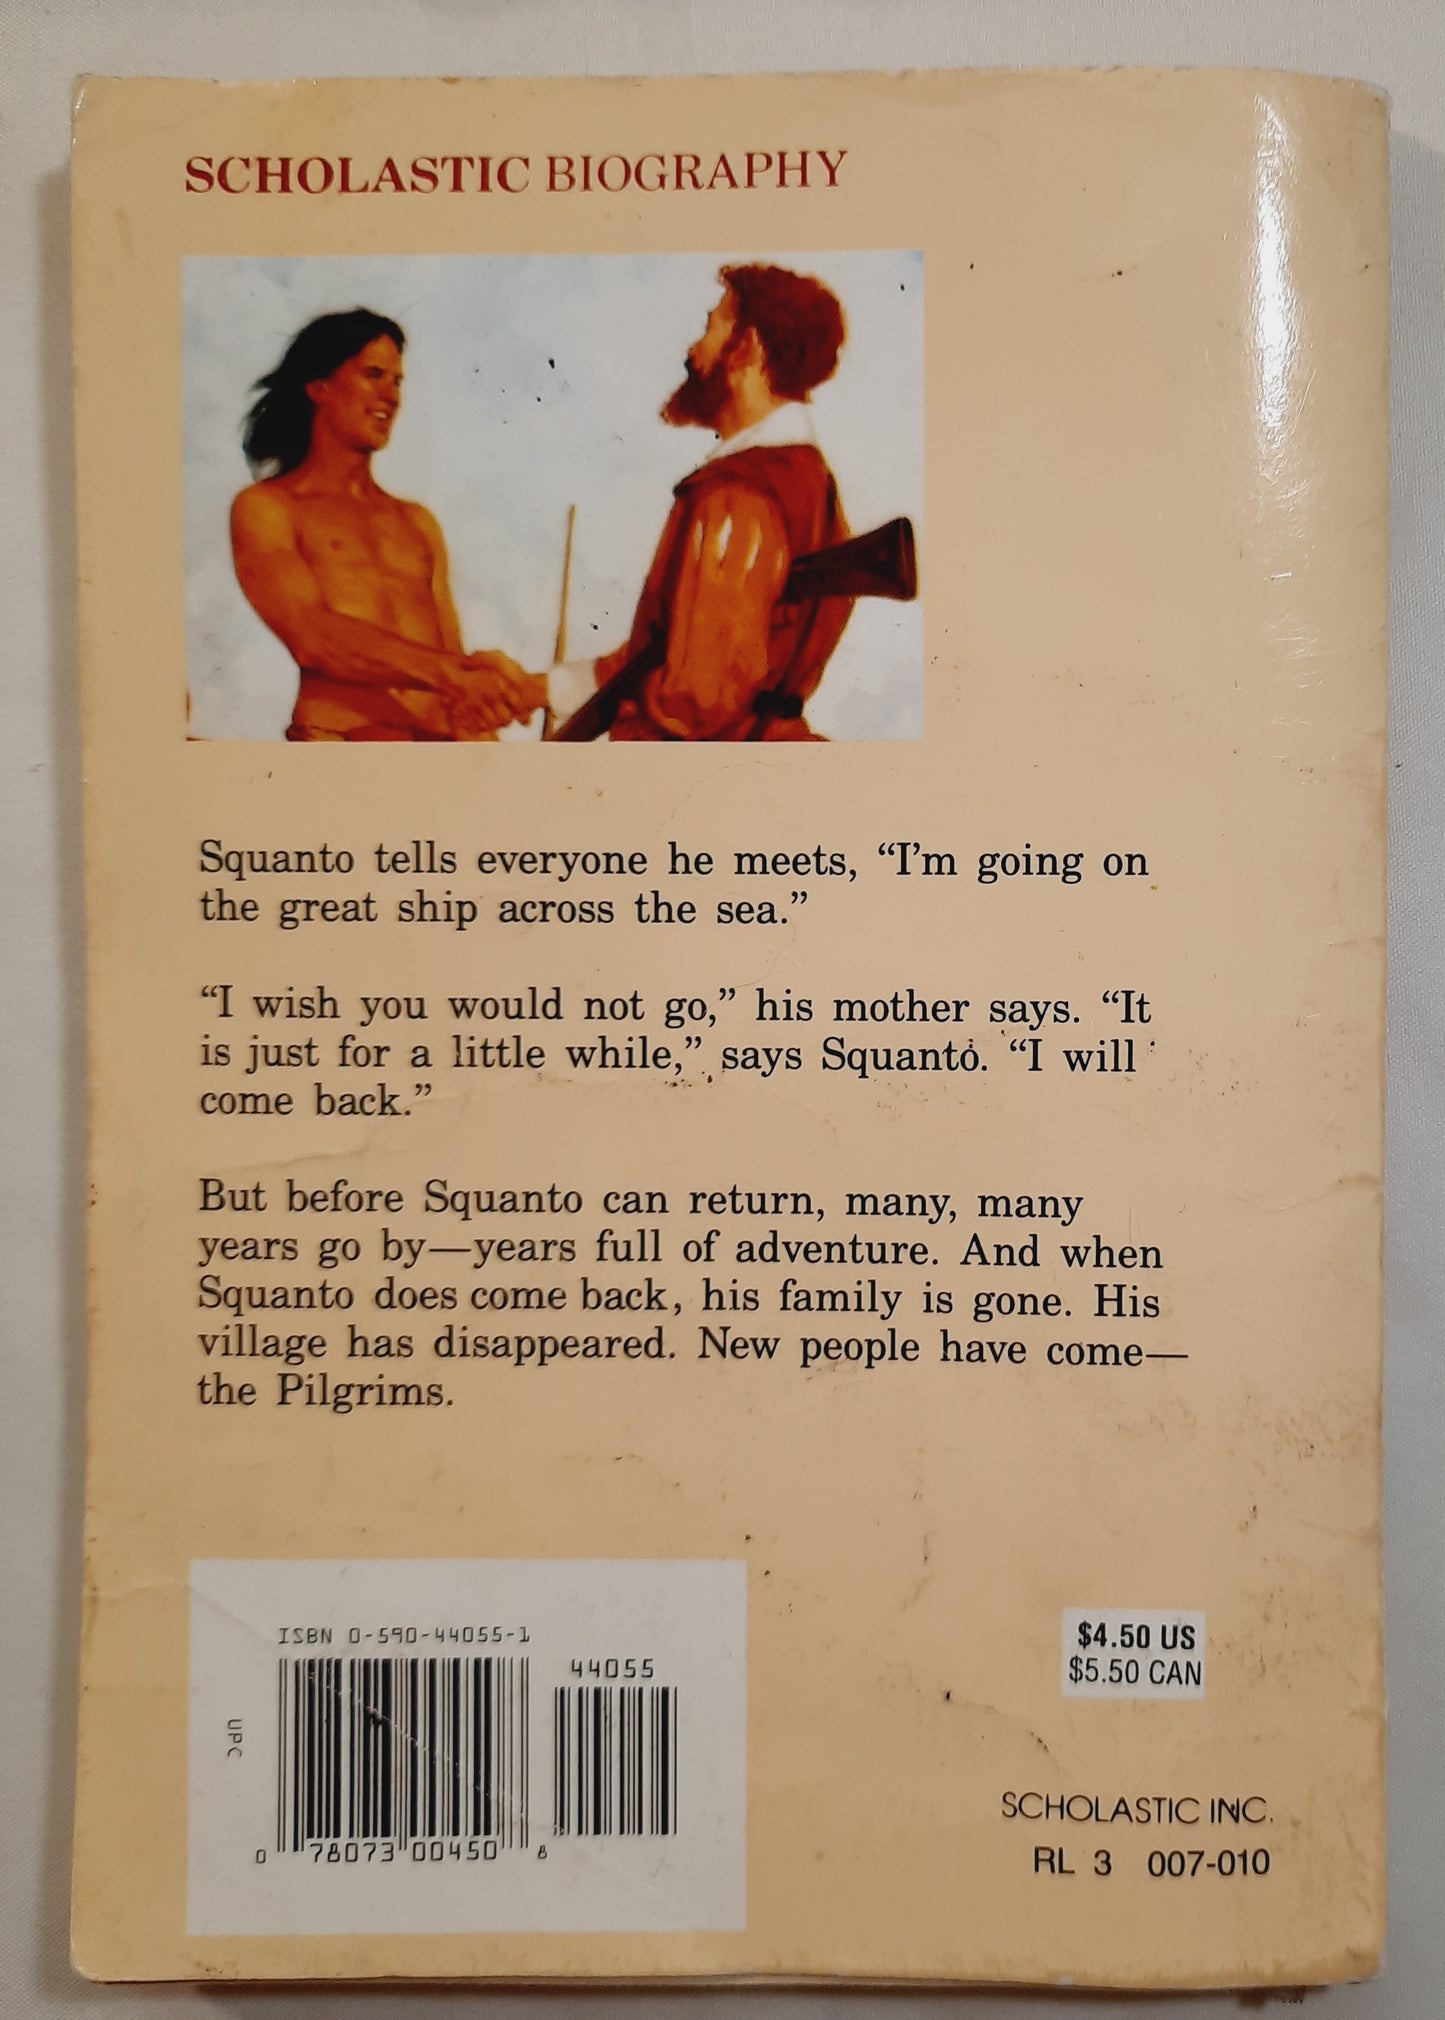 SCHOLASTIC BIOGRAPHY
Squanto tells everyone he meets, “I’m going on
the great ship across the sea.”
“I wish you would not go,” his mother says. “It
is just for a little while,” says Squanto. “I will
come back.”
But before Squanto can return, many, many
years go by—years full of adventure. And when
Squanto does come back, his family is gone. His
village has disappeared. New people have come—
the Pilgrims.
ISBN 0-590-44055-1
44055
UPC
0 78073 00450 8
$4.50 US
$5.50 CAN
SCHOLASTIC INC.
RL 3 007-010